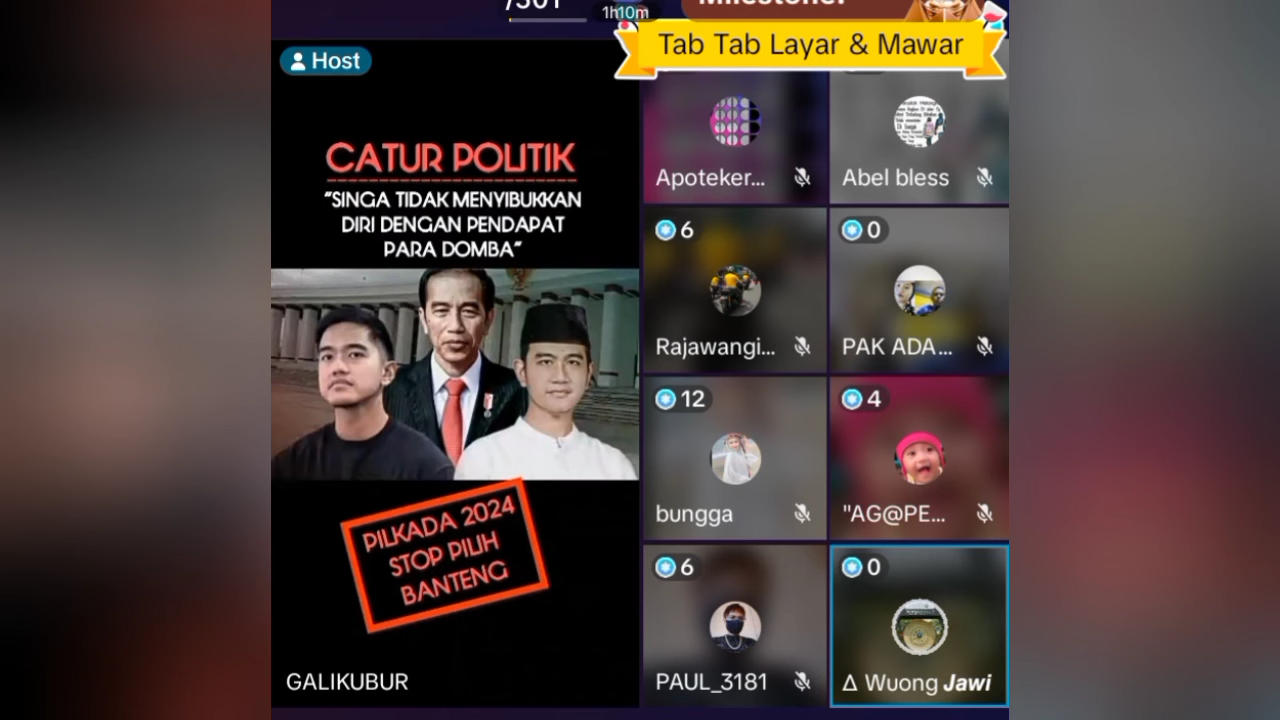 /301
1h10m
Milestone!
Tab Tab Layar & Mawar
Host
CATUR POLITIK
"SINGA TIDAK MENYIBUKKAN
DIRI DENGAN PENDAPAT
PARA DOMBA"
PILKADA 2024
STOP PILIH
BANTENG
GALIKUBUR
Apoteker...
Abel bless
6
Rajawangi...
0
PAK ADA...
12
bungga
4
"AG@PE...
6
PAUL_3181
0
Δ Wuong Jawi